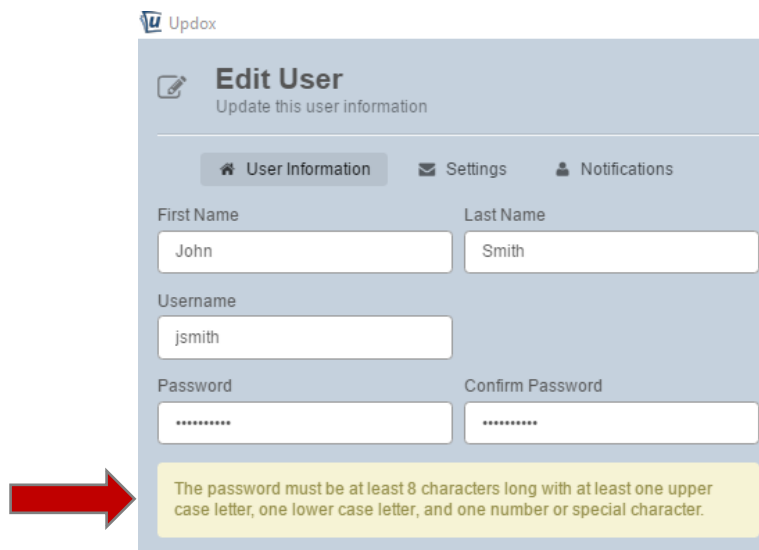 u Updox
Edit User
Update this user information
User Information Settings Notifications
First Name Last Name
John Smith
Username
jsmith
Password Confirm Password
•••••••••• ••••••••••
The password must be at least 8 characters long with at least one upper
case letter, one lower case letter, and one number or special character.